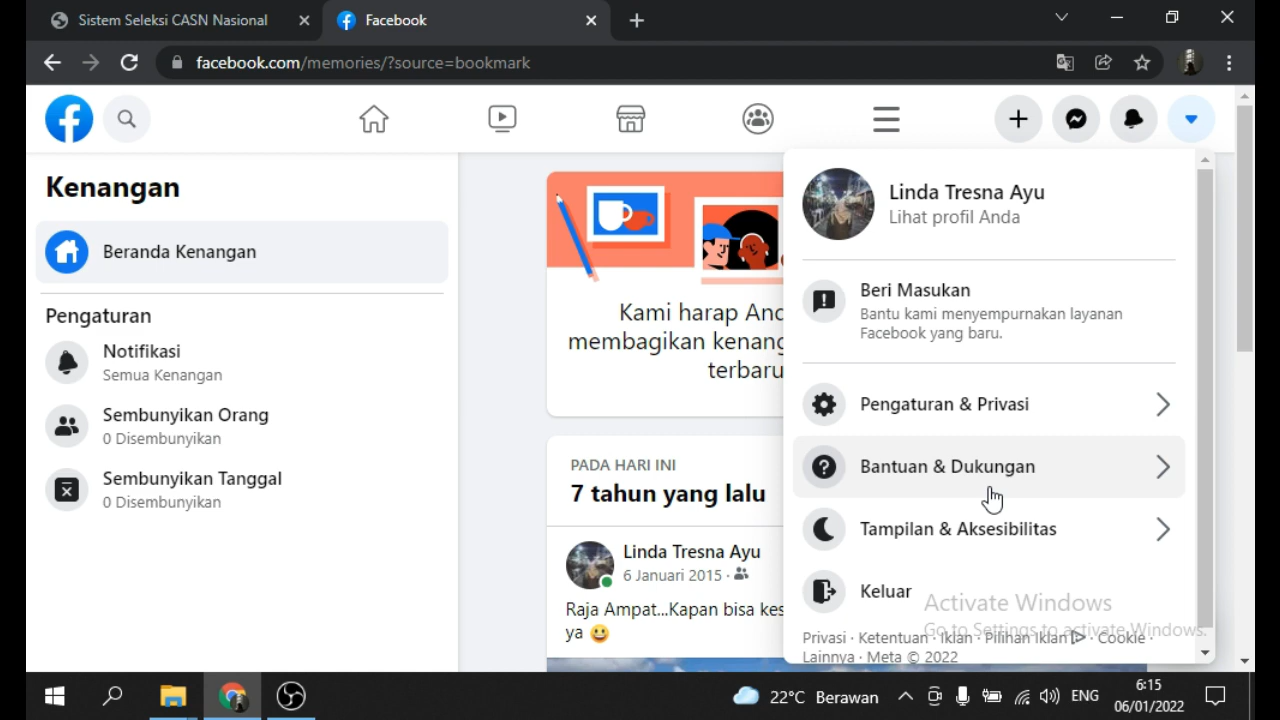 Sistem Seleksi CASN Nasional
Facebook
facebook.com/memories/?source=bookmark
Kenangan
Beranda Kenangan
Pengaturan
Notifikasi
Semua Kenangan
Sembunyikan Orang
0 Disembunyikan
Sembunyikan Tanggal
0 Disembunyikan
Kami harap And
membagikan kenang
terbaru
PADA HARI INI
7 tahun yang lalu
Linda Tresna Ayu
6 Januari 2015 ·
Raja Ampat...Kapan bisa kes
ya 😀
Linda Tresna Ayu
Lihat profil Anda
Beri Masukan
Bantu kami menyempurnakan layanan
Facebook yang baru.
Pengaturan & Privasi
Bantuan & Dukungan
Tampilan & Aksesibilitas
Keluar
Activate Windows
Go to Settings to activate Windows.
Privasi · Ketentuan · Iklan · Pilihan Iklan · Cookie ·
Lainnya · Meta © 2022
22°C Berawan
ENG
6:15
06/01/2022